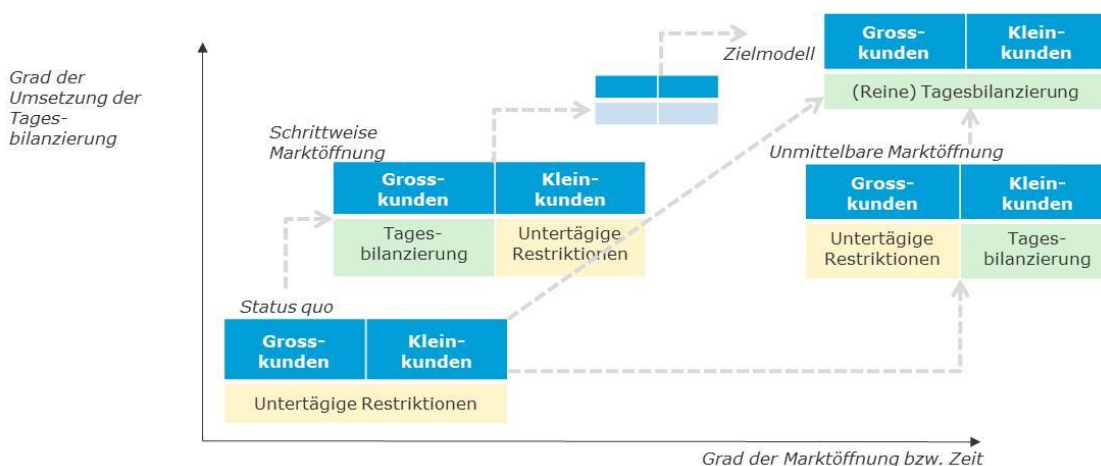 Grad der
Umsetzung der
Tages-
bilanzierung
Zielmodell
Gross-
kunden
Klein-
kunden
(Reine) Tagesbilanzierung
Schrittweise
Marktöffnung
Gross-
kunden
Klein-
kunden
Tages-
bilanzierung
Untertägige
Restriktionen
Unmittelbare Marktöffnung
Gross-
kunden
Klein-
kunden
Untertägige
Restriktionen
Tages-
bilanzierung
Status quo
Gross-
kunden
Klein-
kunden
Untertägige Restriktionen
Grad der Marktöffnung bzw. Zeit